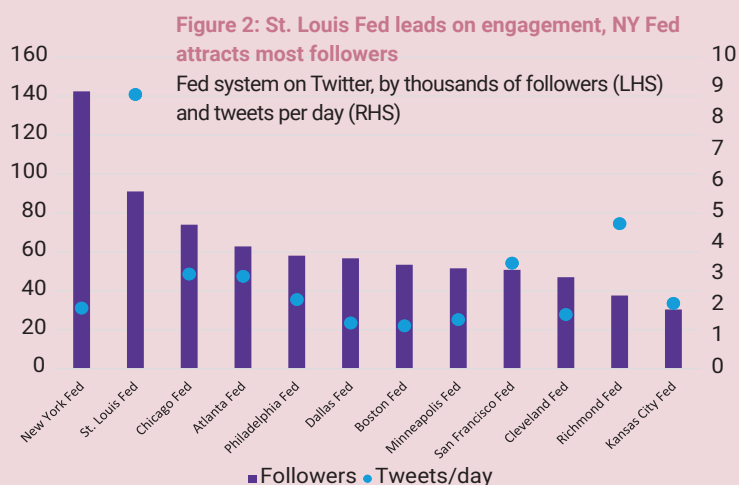 Figure 2: St. Louis Fed leads on engagement, NY Fed
attracts most followers
Fed system on Twitter, by thousands of followers (LHS)
and tweets per day (RHS)
160
140
120
100
80
60
40
20
0
10
9
8
7
6
5
4
3
2
1
0
New York Fed
St. Louis Fed
Chicago Fed
Atlanta Fed
Philadelphia Fed
Dallas Fed
Boston Fed
Minneapolis Fed
San Francisco Fed
Cleveland Fed
Richmond Fed
Kansas City Fed
Followers Tweets/day